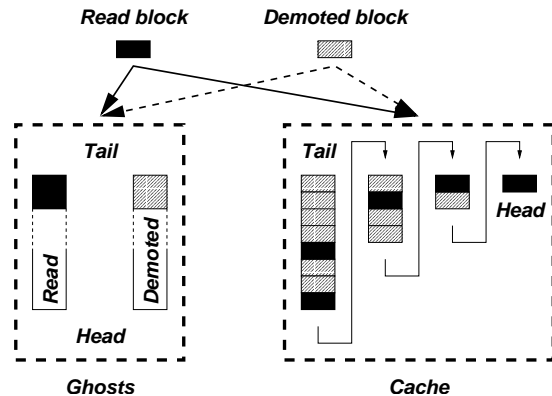 Read block Demoted block
Tail Tail
Head
Read Demoted
Head
Ghosts Cache